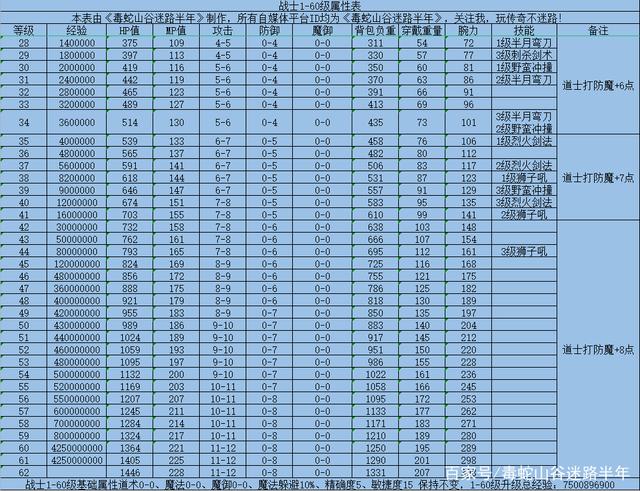 战士1-60级属性表
本表由《毒蛇山谷迷路半年》制作，所有自媒体平台ID均为《毒蛇山谷迷路半年》，关注我，玩传奇不迷路！
等级 经验 HP值 MP值 攻击 防御 魔御 背包负重 穿戴重量 腕力 技能 备注
28 1400000 375 109 4-5 0-4 0-0 311 54 72 1级半月弯刀
29 1800000 397 113 4-5 0-4 0-0 330 57 77 3级刺杀剑术
30 2000000 419 116 5-6 0-4 0-0 350 60 81 1级野蛮冲撞
31 2400000 442 119 5-6 0-4 0-0 370 63 86 2级半月弯刀 道士打防魔+6点
32 2800000 465 123 5-6 0-4 0-0 391 66 91
33 3200000 489 127 5-6 0-4 0-0 413 69 96
34 3600000 514 130 5-6 0-4 0-0 435 73 101 3级半月弯刀
2级野蛮冲撞
35 4000000 539 133 6-7 0-5 0-0 458 76 106 1级烈火剑法
36 4800000 565 137 6-7 0-5 0-0 482 80 112
37 5600000 591 141 6-7 0-5 0-0 506 83 117 2级烈火剑法
38 8200000 618 144 6-7 0-5 0-0 531 87 123 1级狮子吼 道士打防魔+7点
39 9000000 646 147 6-7 0-5 0-0 557 91 129 3级野蛮冲撞
40 12000000 674 151 7-8 0-5 0-0 583 95 135 3级烈火剑法
41 16000000 703 155 7-8 0-5 0-0 610 99 141 2级狮子吼
42 30000000 732 158 7-8 0-6 0-0 638 103 148
43 50000000 762 161 7-8 0-6 0-0 666 107 154
44 80000000 793 165 7-8 0-6 0-0 695 112 161 3级狮子吼
45 120000000 824 169 8-9 0-6 0-0 725 116 168
46 480000000 856 172 8-9 0-6 0-0 755 121 175
47 360000000 888 175 8-9 0-6 0-0 786 125 182
48 400000000 921 179 8-9 0-6 0-0 818 130 189
49 420000000 955 183 8-9 0-7 0-0 850 135 197
50 430000000 989 186 9-10 0-7 0-0 883 140 204
51 440000000 1024 189 9-10 0-7 0-0 917 145 212
52 460000000 1059 193 9-10 0-7 0-0 951 150 220 道士打防魔+8点
53 480000000 1095 197 9-10 0-7 0-0 986 155 228
54 500000000 1132 200 9-10 0-7 0-0 1022 161 236
55 520000000 1169 203 10-11 0-7 0-0 1058 166 245
56 550000000 1207 207 10-11 0-8 0-0 1095 172 253
57 600000000 1245 211 10-11 0-8 0-0 1133 177 262
58 700000000 1284 214 10-11 0-8 0-0 1171 183 271
59 800000000 1324 217 10-11 0-8 0-0 1210 189 280
60 4250000000 1364 221 11-12 0-8 0-0 1250 195 289
61 4250000000 1405 225 11-12 0-8 0-0 1290 201 298
62 1446 228 11-12 0-8 0-0 1331 207
战士1-60级基础属性道术0-0、魔法0-0、魔御0-0、魔法躲避10%、精确度5、敏捷度15 保持不变，1-60级升级总经验：7500896900
百家号/毒蛇山谷迷路半年